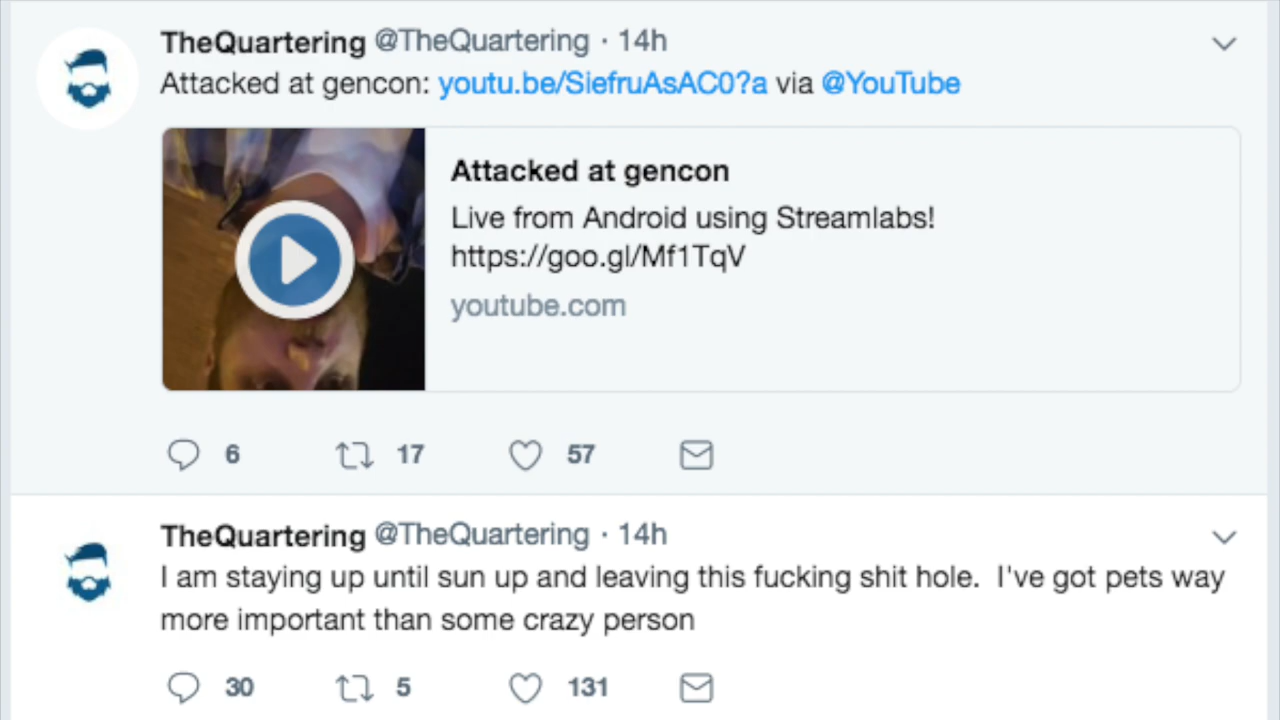 TheQuartering @TheQuartering · 14h
Attacked at gencon: youtu.be/SiefruAsAC0?a via @YouTube
Attacked at gencon
Live from Android using Streamlabs!
https://goo.gl/Mf1TqV
youtube.com
6 17 57
TheQuartering @TheQuartering · 14h
I am staying up until sun up and leaving this fucking shit hole.  I've got pets way
more important than some crazy person
30 5 131